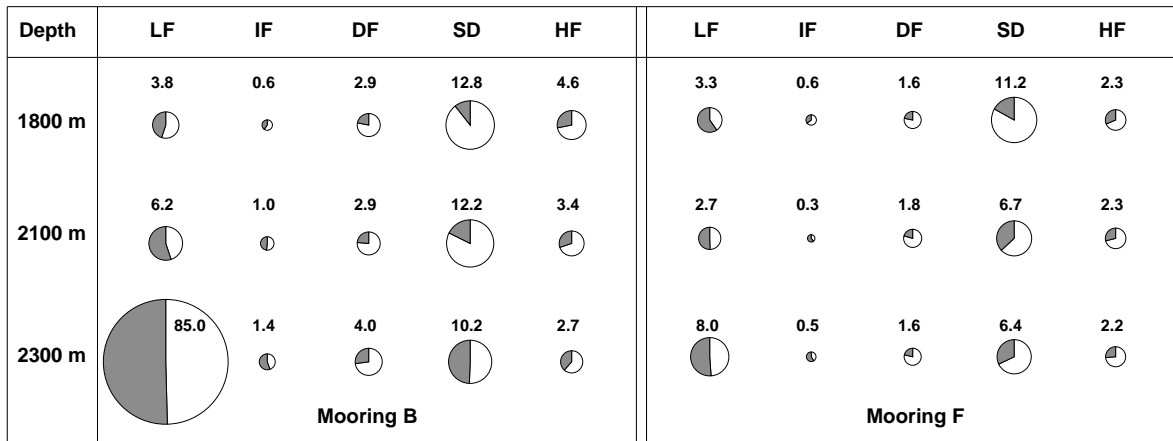 Depth LF IF DF SD HF LF IF DF SD HF
3.8 0.6 2.9 12.8 4.6 3.3 0.6 1.6 11.2 2.3
1800 m
6.2 1.0 2.9 12.2 3.4 2.7 0.3 1.8 6.7 2.3
2100 m
85.0 1.4 4.0 10.2 2.7 8.0 0.5 1.6 6.4 2.2
2300 m
Mooring B Mooring F